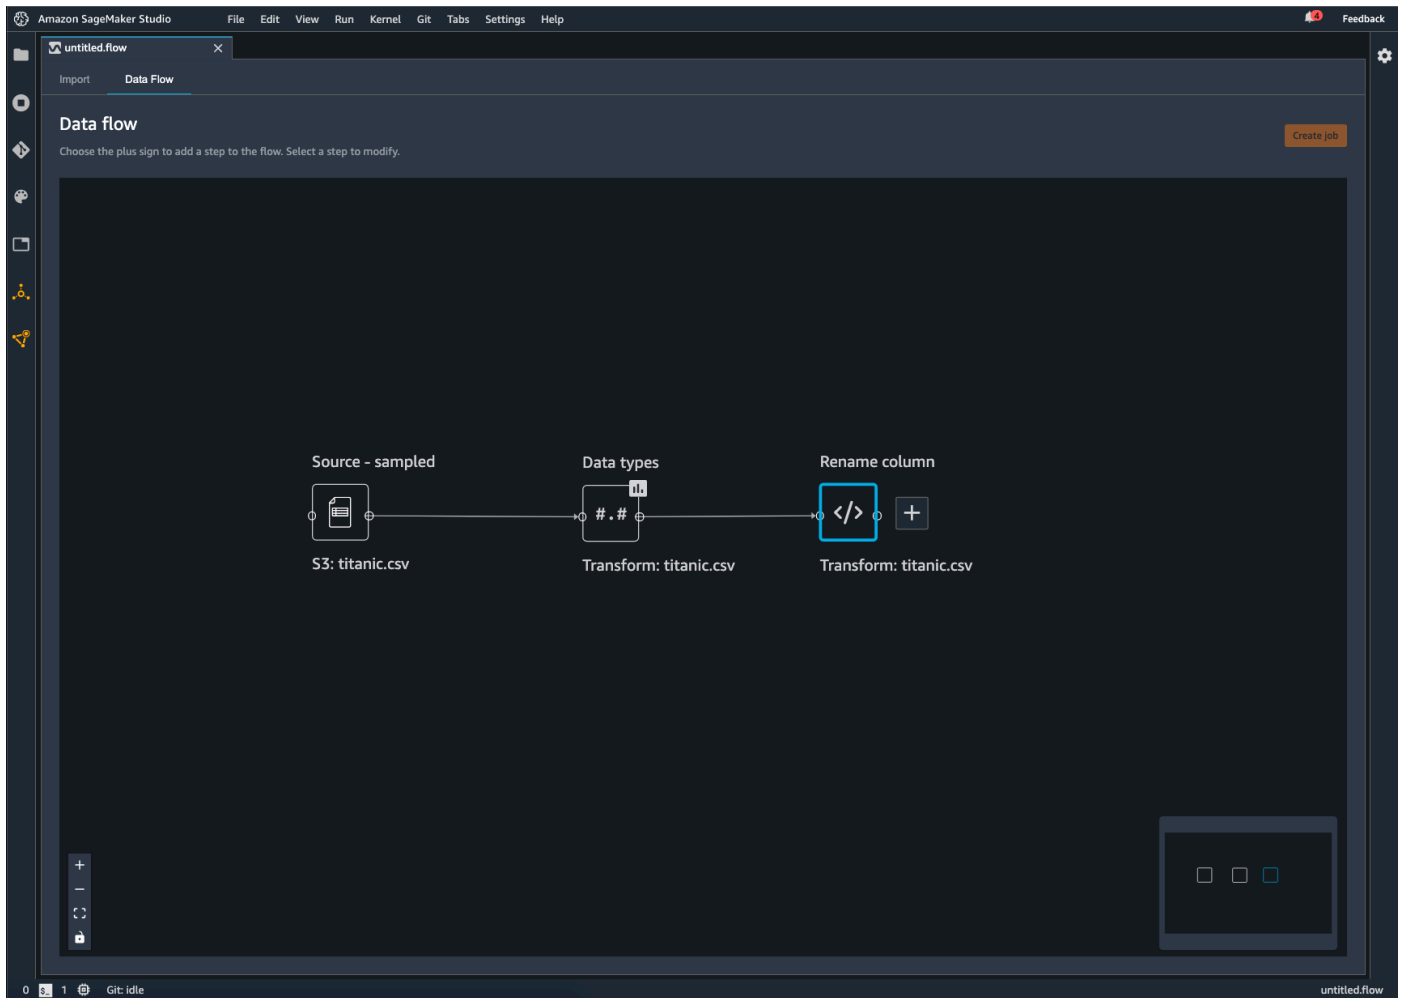 Amazon SageMaker Studio File Edit View Run Kernel Git Tabs Settings Help 4 Feedback
untitled.flow
Import Data Flow
Data flow
Create job
Choose the plus sign to add a step to the flow. Select a step to modify.
Source - sampled Data types Rename column
#.# </>
S3: titanic.csv Transform: titanic.csv Transform: titanic.csv
0 $_ 1 Git: idle untitled.flow